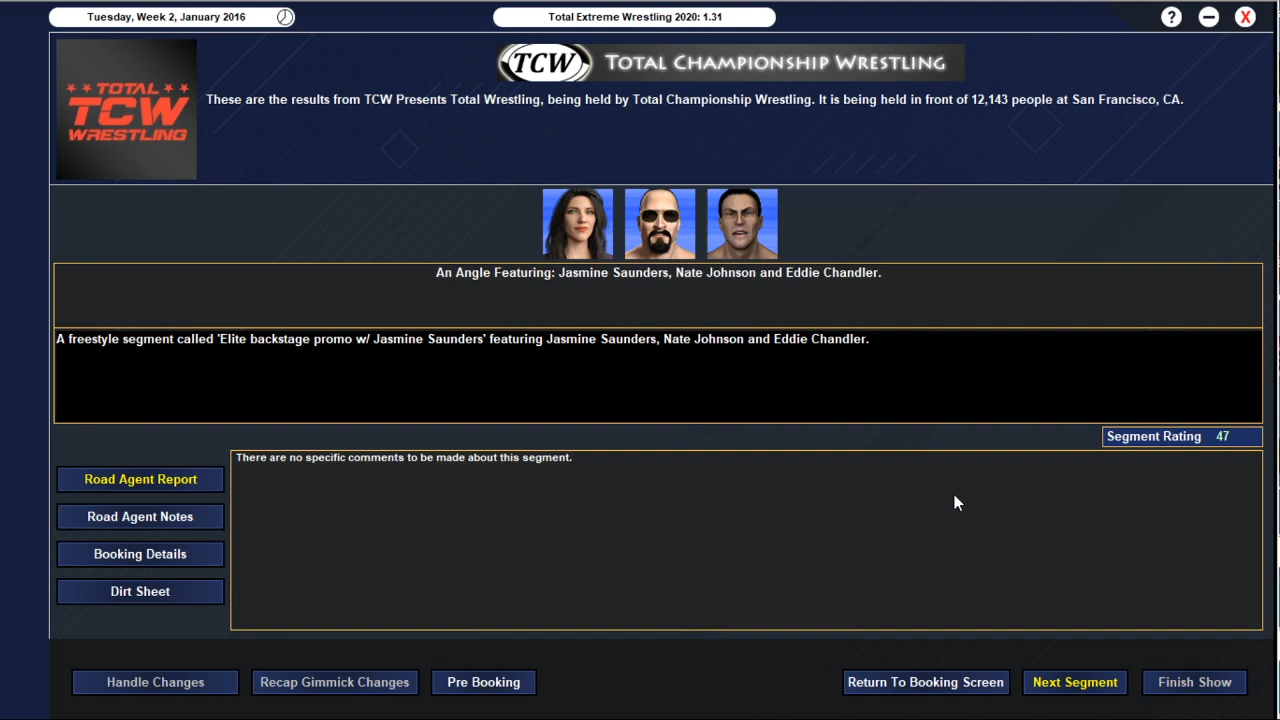 Tuesday, Week 2, January 2016
Total Extreme Wrestling 2020: 1.31
?
X
TOTAL
TCW
WRESTLING
TCW TOTAL CHAMPIONSHIP WRESTLING
These are the results from TCW Presents Total Wrestling, being held by Total Championship Wrestling. It is being held in front of 12,143 people at San Francisco, CA.
An Angle Featuring: Jasmine Saunders, Nate Johnson and Eddie Chandler.
A freestyle segment called 'Elite backstage promo w/ Jasmine Saunders' featuring Jasmine Saunders, Nate Johnson and Eddie Chandler.
Segment Rating 47
There are no specific comments to be made about this segment.
Road Agent Report
Road Agent Notes
Booking Details
Dirt Sheet
Handle Changes
Recap Gimmick Changes
Pre Booking
Return To Booking Screen
Next Segment
Finish Show